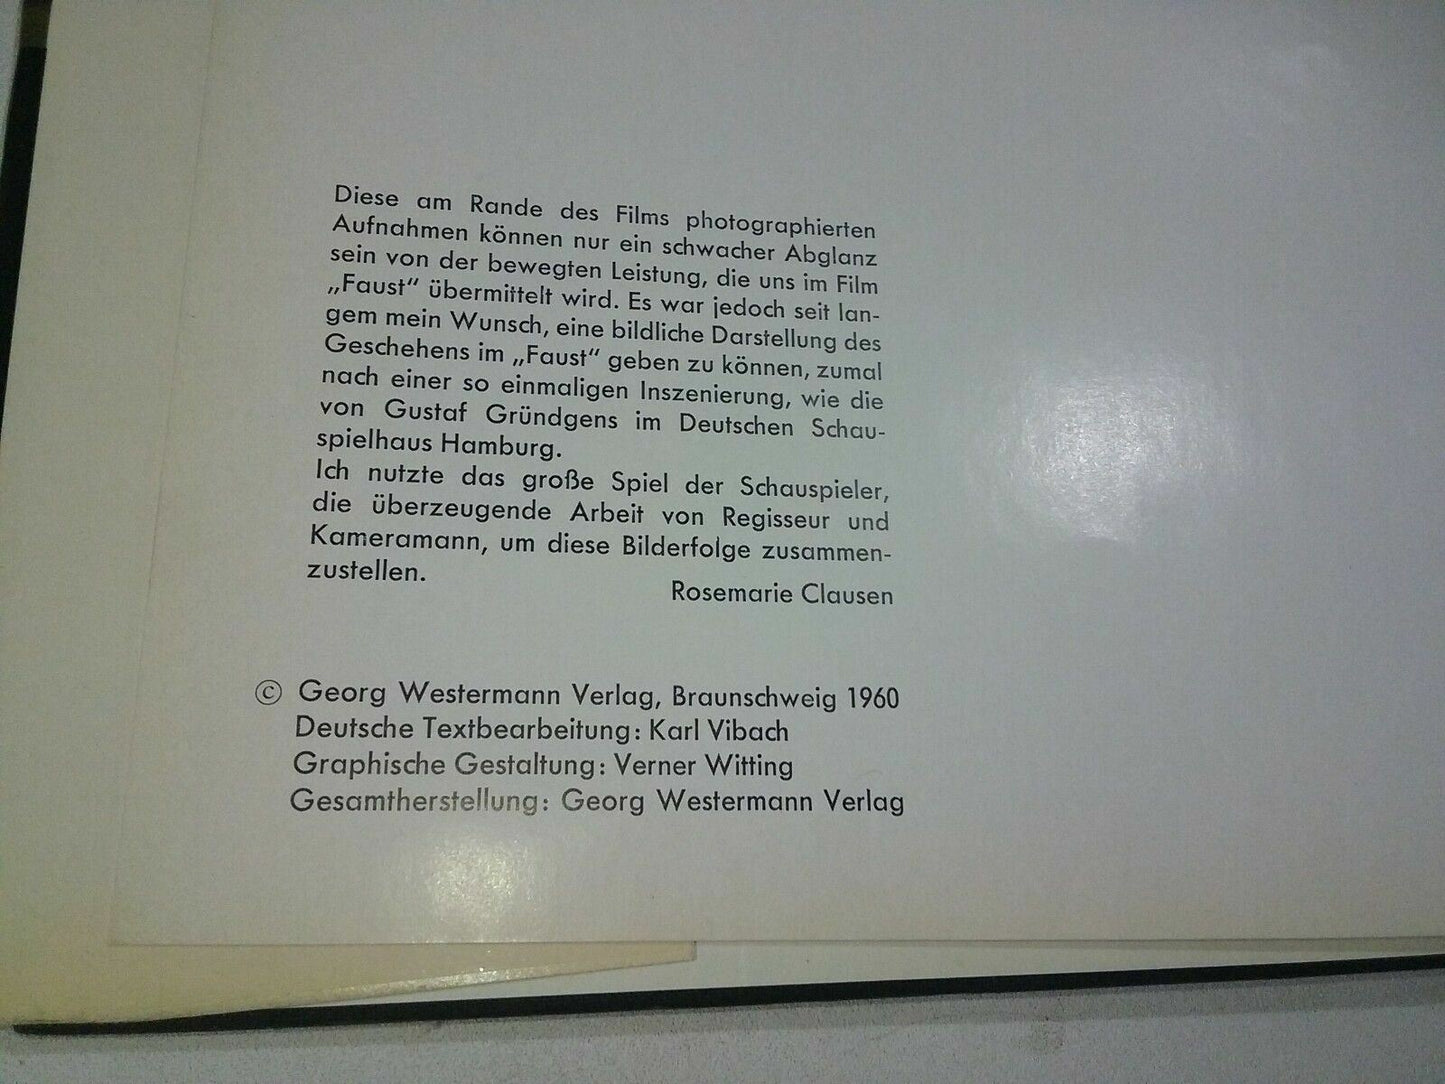 Diese am Rande des Films photographierten
Aufnahmen können nur ein schwacher Abglanz
sein von der bewegten Leistung, die uns im Film
„Faust“ übermittelt wird. Es war jedoch seit lan-
gem mein Wunsch, eine bildliche Darstellung des
Geschehens im „Faust“ geben zu können, zumal
nach einer so einmaligen Inszenierung, wie die
von Gustaf Gründgens im Deutschen Schau-
spielhaus Hamburg.
Ich nutzte das große Spiel der Schauspieler,
die überzeugende Arbeit von Regisseur und
Kameramann, um diese Bilderfolge zusammen-
zustellen.
Rosemarie Clausen
© Georg Westermann Verlag, Braunschweig 1960
Deutsche Textbearbeitung: Karl Vibach
Graphische Gestaltung: Verner Witting
Gesamtherstellung: Georg Westermann Verlag